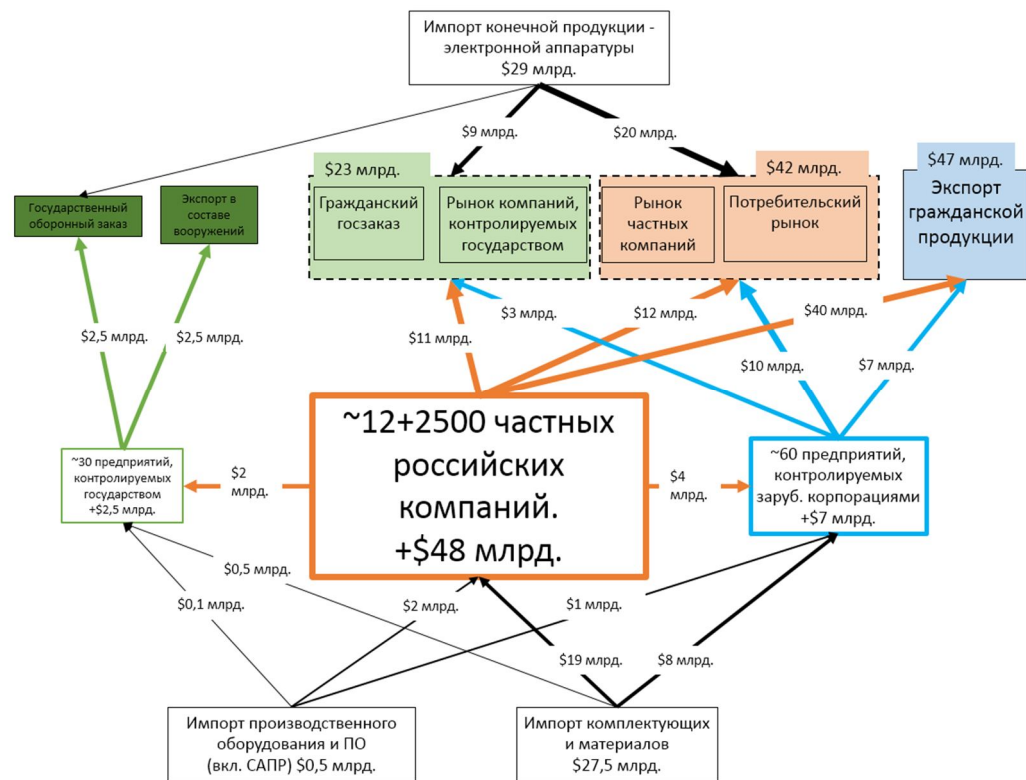 Импорт конечной продукции -
электронной аппаратуры
$29 млрд.
$9 млрд.
$20 млрд.
$23 млрд.
$42 млрд.
$47 млрд.
Государственный
оборонный заказ
Экспорт в
составе
вооружений
Гражданский
госзаказ
Рынок компаний,
контролируемых
государством
Рынок
частных
компаний
Потребительский
рынок
Экспорт
гражданской
продукции
$2,5 млрд.
$2,5 млрд.
$11 млрд.
$3 млрд.
$12 млрд.
$40 млрд.
$10 млрд.
$7 млрд.
~30 предприятий,
контролируемых
государством
+$2,5 млрд.
$2
млрд.
~12+2500 частных
российских
компаний.
+$48 млрд.
$4
млрд.
~60 предприятий,
контролируемых
заруб. корпорациями
+$7 млрд.
$0,5 млрд.
$0,1 млрд.
$2 млрд.
$1 млрд.
$19 млрд.
$8 млрд.
Импорт производственного
оборудования и ПО
(вкл. САПР) $0,5 млрд.
Импорт комплектующих
и материалов
$27,5 млрд.